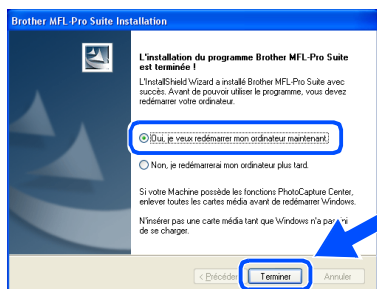 Brother MFL-Pro Suite Installation
L'installation du programme Brother MFL-Pro Suite
est terminée !
L'InstallShield Wizard a installé Brother MFL-Pro Suite avec
succès. Avant de pouvoir utiliser le programme, vous devez
redémarrer votre ordinateur.
Oui, je veux redémarrer mon ordinateur maintenant.
Non, je redémarrerai mon ordinateur plus tard.
Si votre Machine possède les fonctions PhotoCapture Center,
enlever toutes les cartes média avant de redémarrer Windows.
N'insérer pas une carte média tant que Windows n'a
de se charger.
< Précédent
Terminer
Annuler